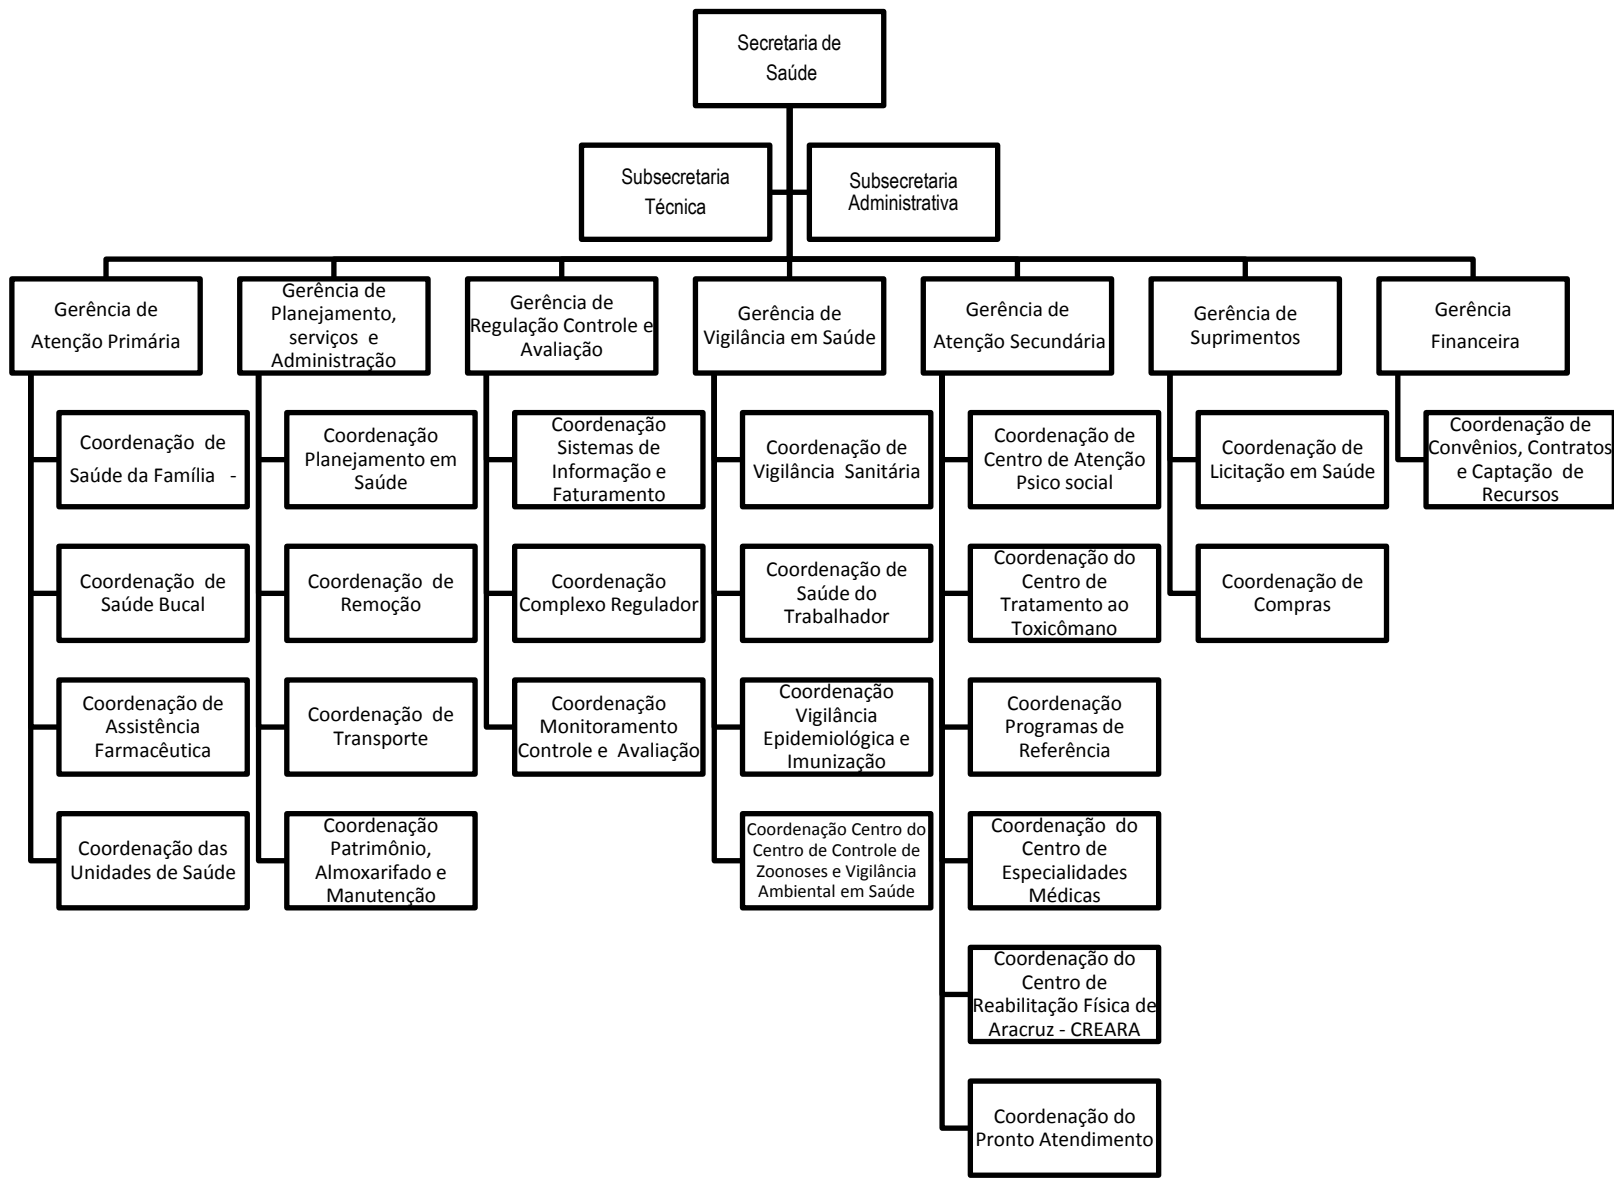 Secretaria de
Saúde
Subsecretaria
Técnica
Subsecretaria
Administrativa
Gerência de
Atenção Primária
Gerência de
Planejamento,
serviços e
Administração
Gerência de
Regulação Controle e
Avaliação
Gerência de
Vigilância em Saúde
Gerência de
Atenção Secundária
Gerência de
Suprimentos
Gerência
Financeira
Coordenação de
Saúde da Família -
Coordenação de
Saúde Bucal
Coordenação de
Assistência
Farmacêutica
Coordenação das
Unidades de Saúde
Coordenação
Planejamento em
Saúde
Coordenação de
Remoção
Coordenação de
Transporte
Coordenação
Patrimônio,
Almoxarifado e
Manutenção
Coordenação
Sistemas de
Informação e
Faturamento
Coordenação
Complexo Regulador
Coordenação
Monitoramento
Controle e Avaliação
Coordenação de
Vigilância Sanitária
Coordenação de
Saúde do
Trabalhador
Coordenação
Vigilância
Epidemiológica e
Imunização
Coordenação Centro do
Centro de Controle de
Zoonoses e Vigilância
Ambiental em Saúde
Coordenação de
Centro de Atenção
Psico social
Coordenação do
Centro de
Tratamento ao
Toxicômano
Coordenação
Programas de
Referência
Coordenação do
Centro de
Especialidades
Médicas
Coordenação do
Centro de
Reabilitação Física de
Aracruz - CREARA
Coordenação do
Pronto Atendimento
Coordenação de
Licitação em Saúde
Coordenação de
Compras
Coordenação de
Convênios, Contratos
e Captação de
Recursos